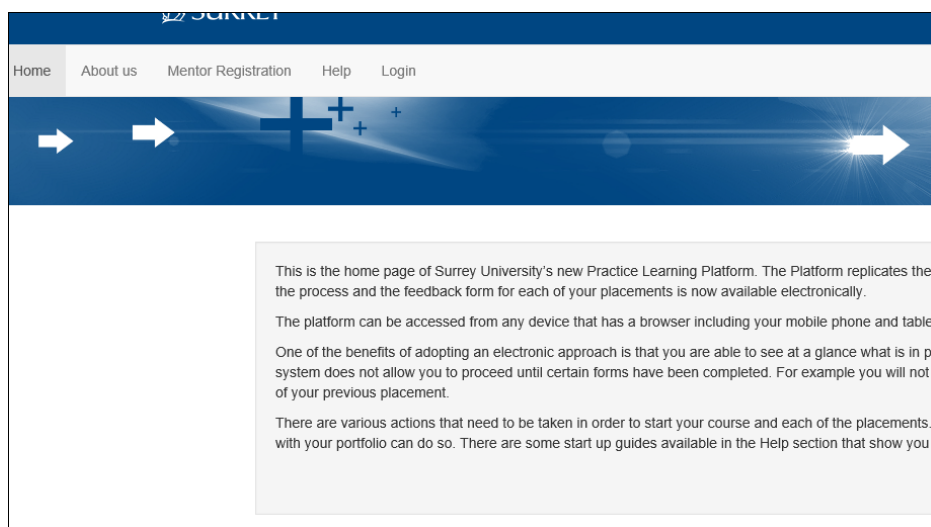 SURREY
Home About us Mentor Registration Help Login
This is the home page of Surrey University's new Practice Learning Platform. The Platform replicates the
the process and the feedback form for each of your placements is now available electronically.
The platform can be accessed from any device that has a browser including your mobile phone and table
One of the benefits of adopting an electronic approach is that you are able to see at a glance what is in p
system does not allow you to proceed until certain forms have been completed. For example you will not
of your previous placement.
There are various actions that need to be taken in order to start your course and each of the placements.
with your portfolio can do so. There are some start up guides available in the Help section that show you